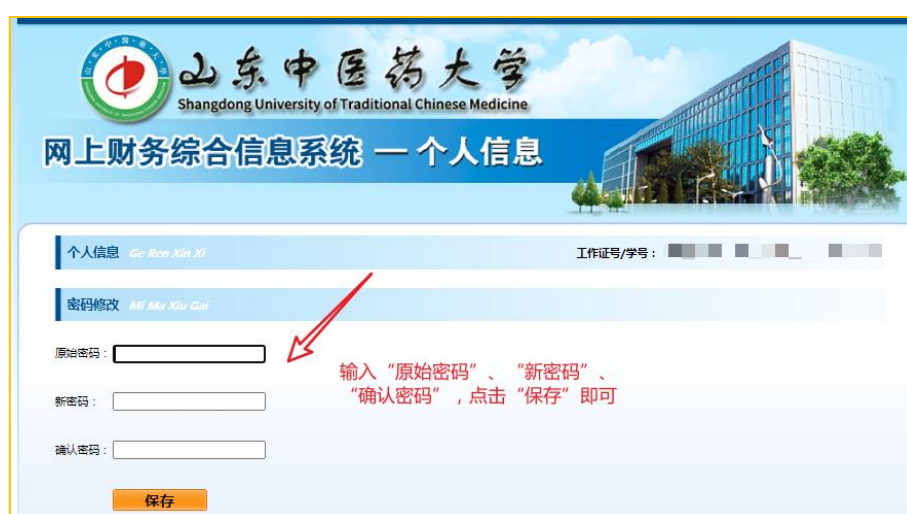 山东中医药大学
Shangdong University of Traditional Chinese Medicine
网上财务综合信息系统 — 个人信息
个人信息 Ge Ren Xin Xi 工作证号/学号：
密码修改 Mi Ma Xiu Gai
原始密码：
输入“原始密码”、“新密码”、
“确认密码”，点击“保存”即可
新密码：
确认密码：
保存